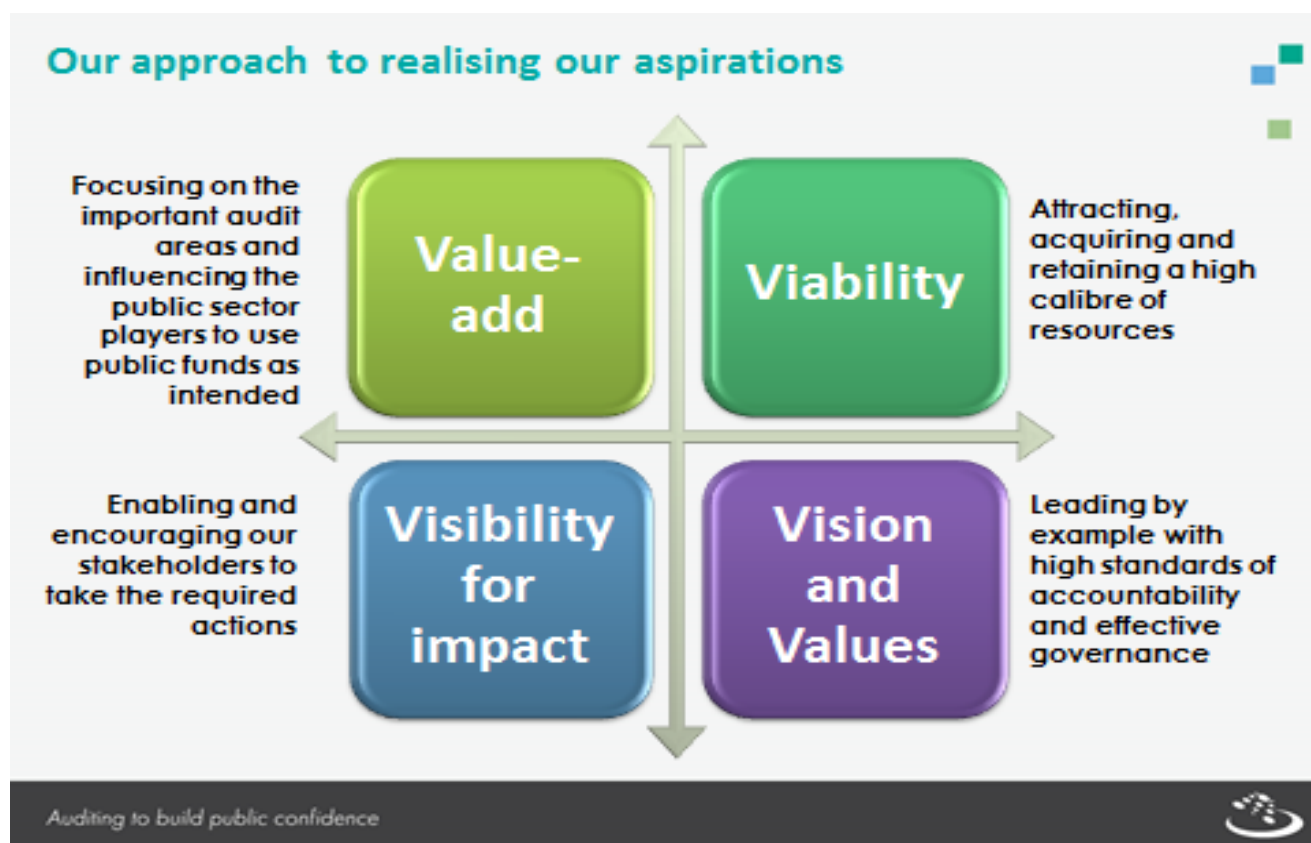 Our approach to realising our aspirations
Focusing on the
important audit
areas and
influencing the
public sector
players to use
public funds as
intended
Value-
add
Viability
Attracting,
acquiring and
retaining a high
calibre of
resources
Enabling and
encouraging our
stakeholders to
take the required
actions
Visibility
for
impact
Vision
and
Values
Leading by
example with
high standards of
accountability
and effective
governance
Auditing to build public confidence